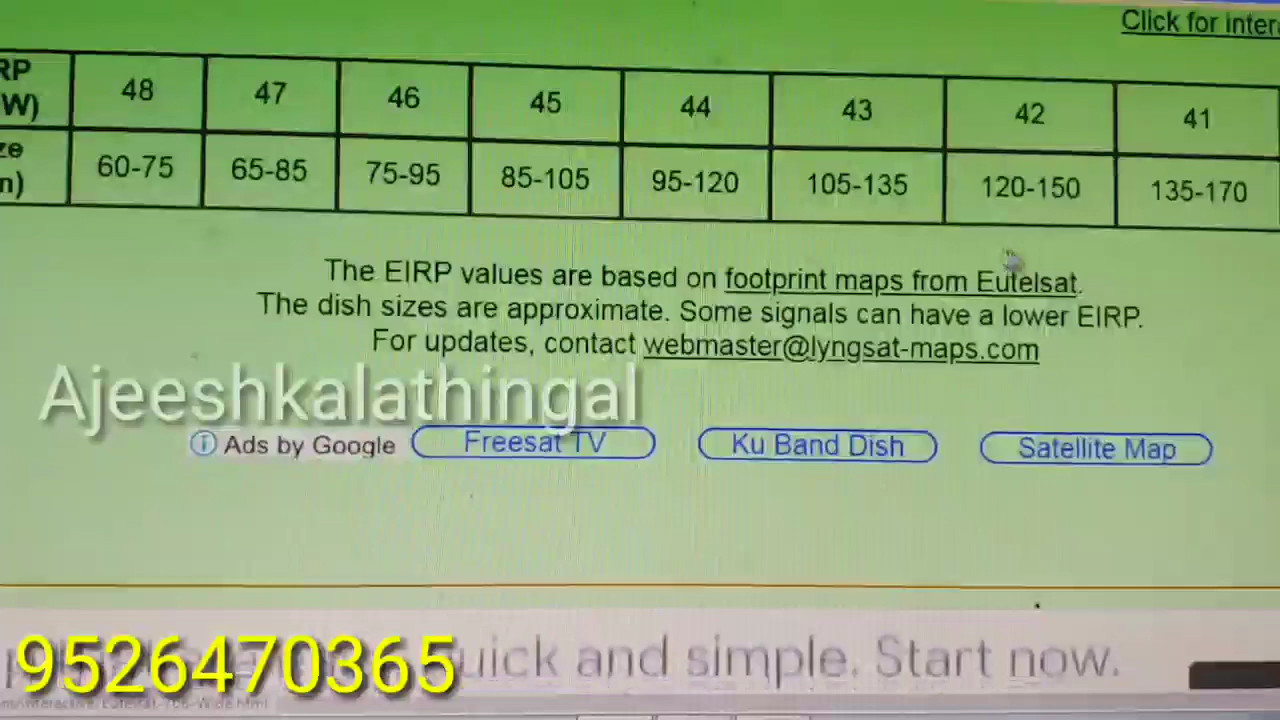 Click for inter
RP
W)
48 47 46 45 44 43 42 41
ze
n)
60-75 65-85 75-95 85-105 95-120 105-135 120-150 135-170
The EIRP values are based on footprint maps from Eutelsat.
The dish sizes are approximate. Some signals can have a lower EIRP.
For updates, contact webmaster@lyngsat-maps.com
Ajeeshkalathingal
Ads by Google Freesat TV Ku Band Dish Satellite Map
9526470365
uick and simple. Start now.